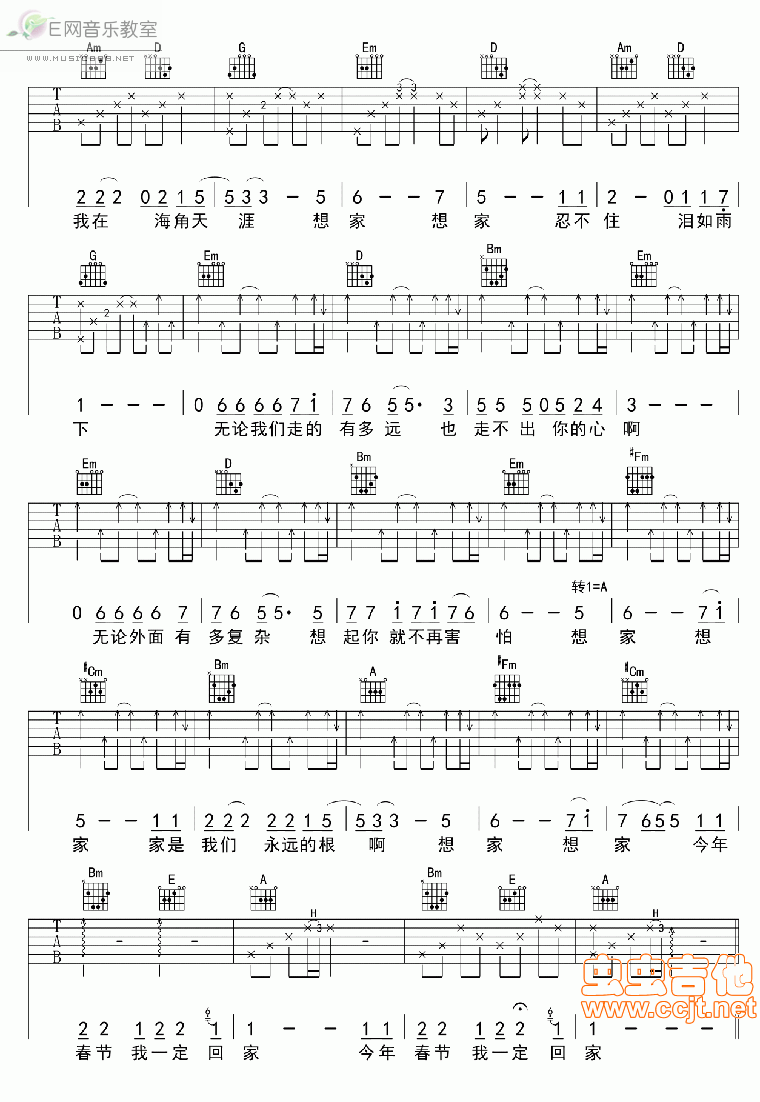 E网音乐教室
WWW.MUSIC8G8.NET
Am D G Em D Am D
T A B 2 3 3
2 2 2 0 2 1 5 5 3 3 - 5 6 - - 7 5 - 1 1 2 - 0 1 1 7
我在 海角天 涯 想 家 想 家 忍不 住 泪如雨
G Em D Bm Em
T A B 2
1 - - - 0 6 6 6 6 7 i 7 6 5 5· 3 5 5 5 0 5 2 4 3 - - -
下 无论我们走的 有多 远 也 走不 出 你的心 啊
Em D Bm Em #Fm
T A B
转1=A
0 6 6 6 6 7 7 6 5 5· 5 7 7 i 7 i 7 6 6 - - 5 6 - - 7 i
无论外面 有 多复 杂 想 起你 就不再害 怕 想 家 想
#Cm Bm A #Fm #Cm
T A B
5 - - 1 1 2 2 2 2 2 2 1 5 5 3 3 - 5 6 - - 7 i 7 6 5 5 1 1
家 家是 我们 永远的根 啊 想 家 想 家 今年
Bm E A Bm E A
H H
T A B - - 3 - - 3
2 2 1 2 2 1 1 - - 1 1 2 2 1 2 2 1 1 - - -
春节 我一定 回 家 今年 春节 我一定 回 家
虫虫吉他
www.ccjt.net